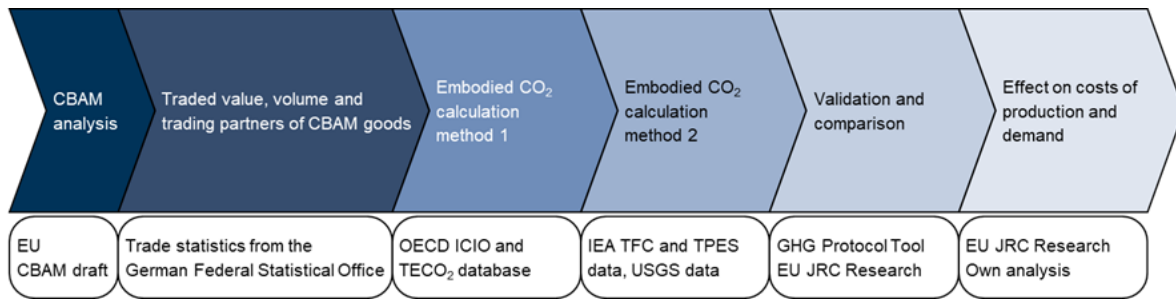 CBAM
analysis
Traded value, volume and
trading partners of CBAM goods
Embodied CO₂
calculation
method 1
Embodied CO₂
calculation
method 2
Validation and
comparison
Effect on costs of
production and
demand
EU
CBAM draft
Trade statistics from the
German Federal Statistical Office
OECD ICIO and
TECO₂ database
IEA TFC and TPES
data, USGS data
GHG Protocol Tool
EU JRC Research
EU JRC Research
Own analysis